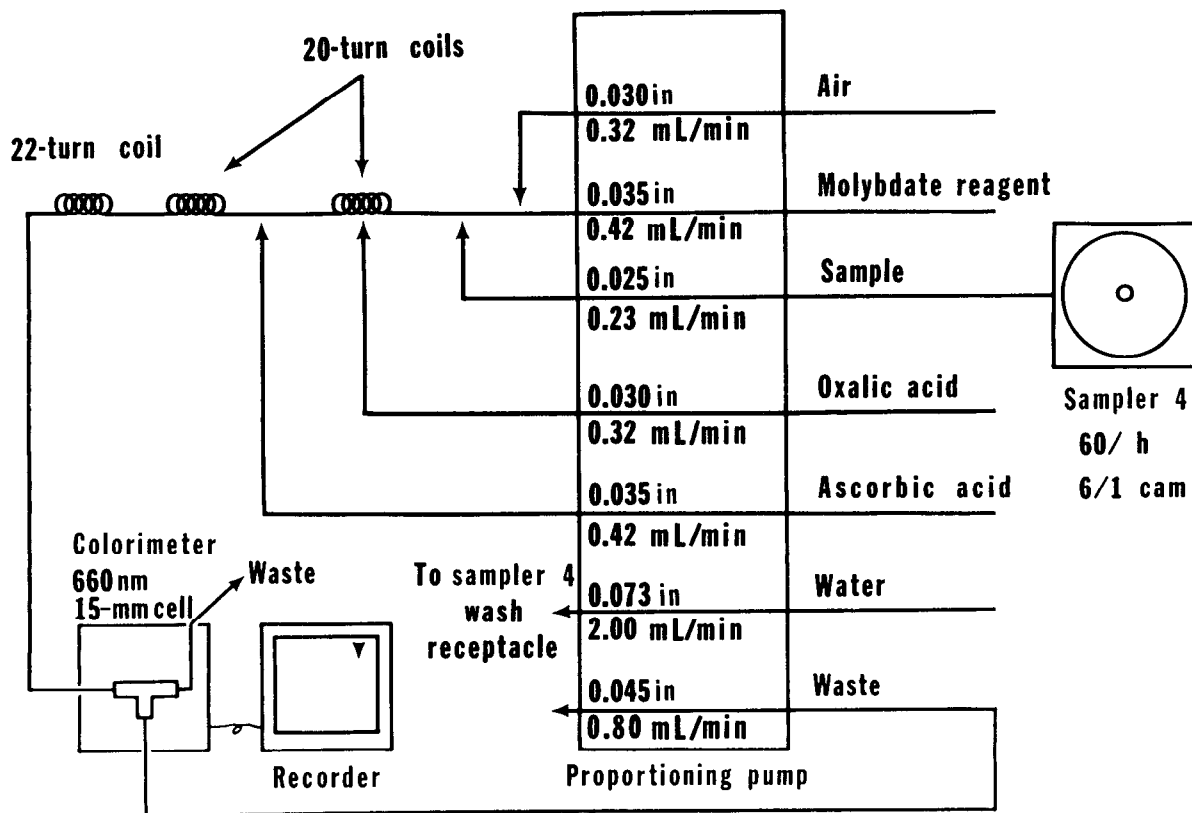 20-turn coils
22-turn coil
0.030 in
0.32 mL/min
Air
0.035 in
0.42 mL/min
Molybdate reagent
0.025 in
0.23 mL/min
Sample
0.030 in
0.32 mL/min
Oxalic acid
0.035 in
0.42 mL/min
Ascorbic acid
Sampler 4
60/ h
6/1 cam
Colorimeter
660 nm
15-mm cell
Waste
To sampler 4
wash
receptacle
0.073 in
2.00 mL/min
Water
0.045 in
0.80 mL/min
Waste
Recorder
Proportioning pump